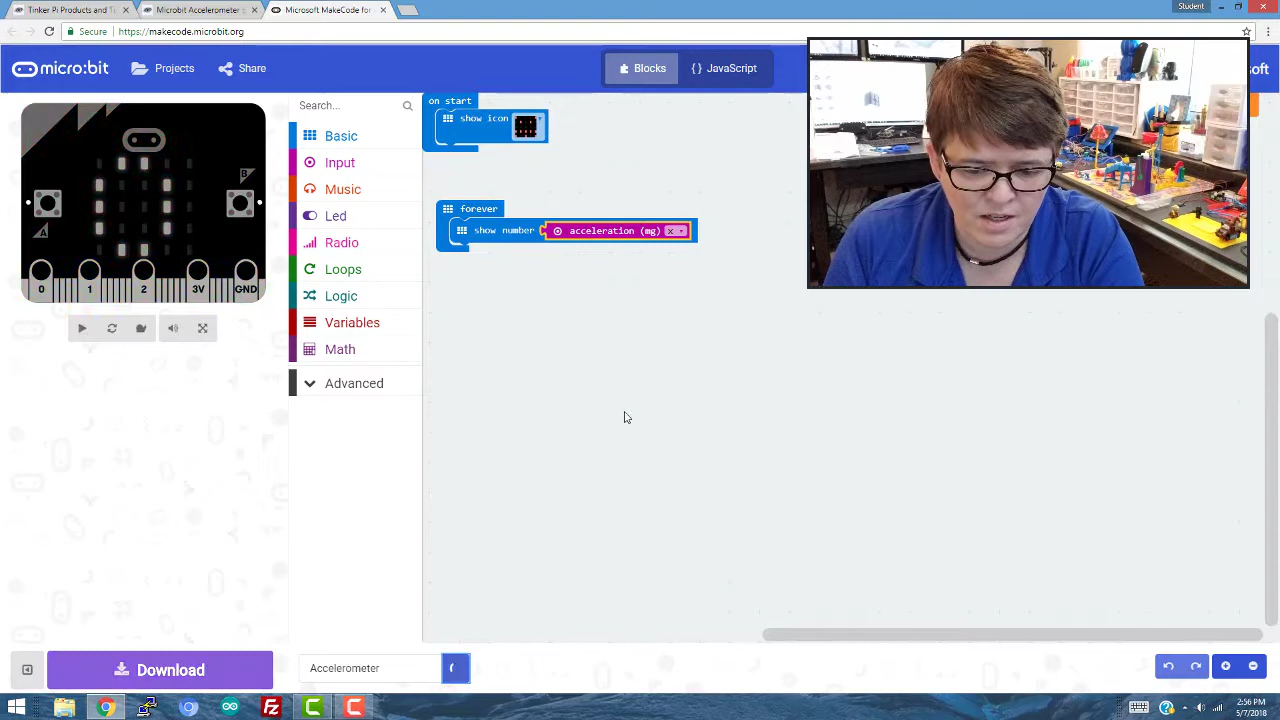 Tinker Pi Products and Tu
Microbit Accelerometer s
Microsoft MakeCode for
Student
Secure
https://makecode.microbit.org
micro:bit
Projects
Share
Blocks
{} JavaScript
soft
Search...
Basic
Input
Music
Led
Radio
Loops
Logic
Variables
Math
Advanced
on start
show icon
forever
show number acceleration (mg) x
B
A
0 1 2 3V GND
Download
Accelerometer
2:56 PM
5/7/2018